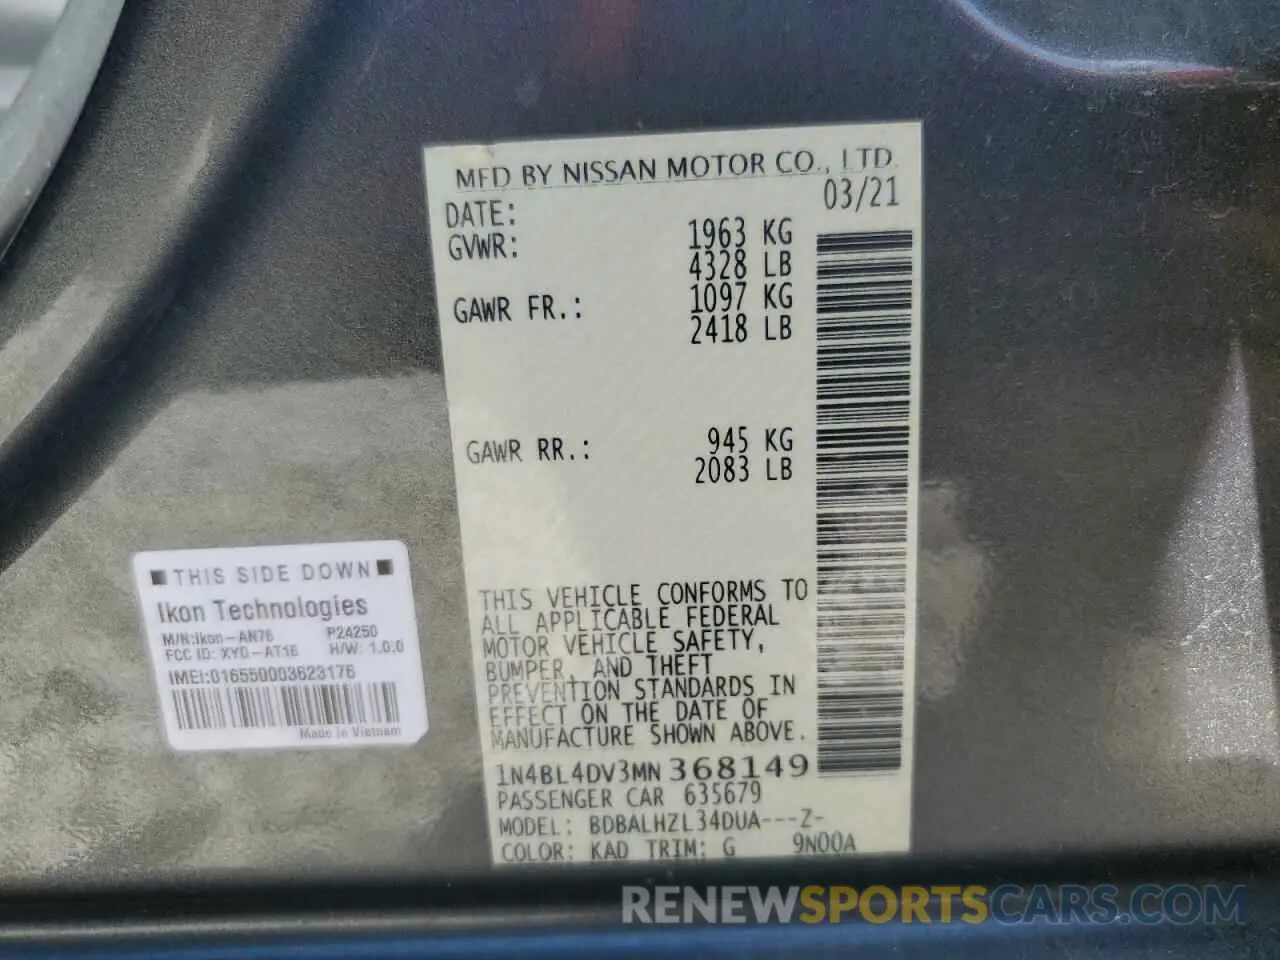 MFD BY NISSAN MOTOR CO., LTD.
DATE: 03/21
GVWR: 1963 KG
4328 LB
GAWR FR.: 1097 KG
2418 LB
GAWR RR.: 945 KG
2083 LB
THIS VEHICLE CONFORMS TO
ALL APPLICABLE FEDERAL
MOTOR VEHICLE SAFETY,
BUMPER, AND THEFT
PREVENTION STANDARDS IN
EFFECT ON THE DATE OF
MANUFACTURE SHOWN ABOVE.
1N4BL4DV3MN368149
PASSENGER CAR 635679
MODEL: BDBALHZL34DUA---Z-
COLOR: KAD TRIM: G 9N00A
THIS SIDE DOWN
Ikon Technologies
M/N:Ikon-AN76 P24250
FCC ID: XYO-AT16 H/W: 1.0.0
IMEI:016550003623176
Made in Vietnam
RENEWSPORTSCARS.COM